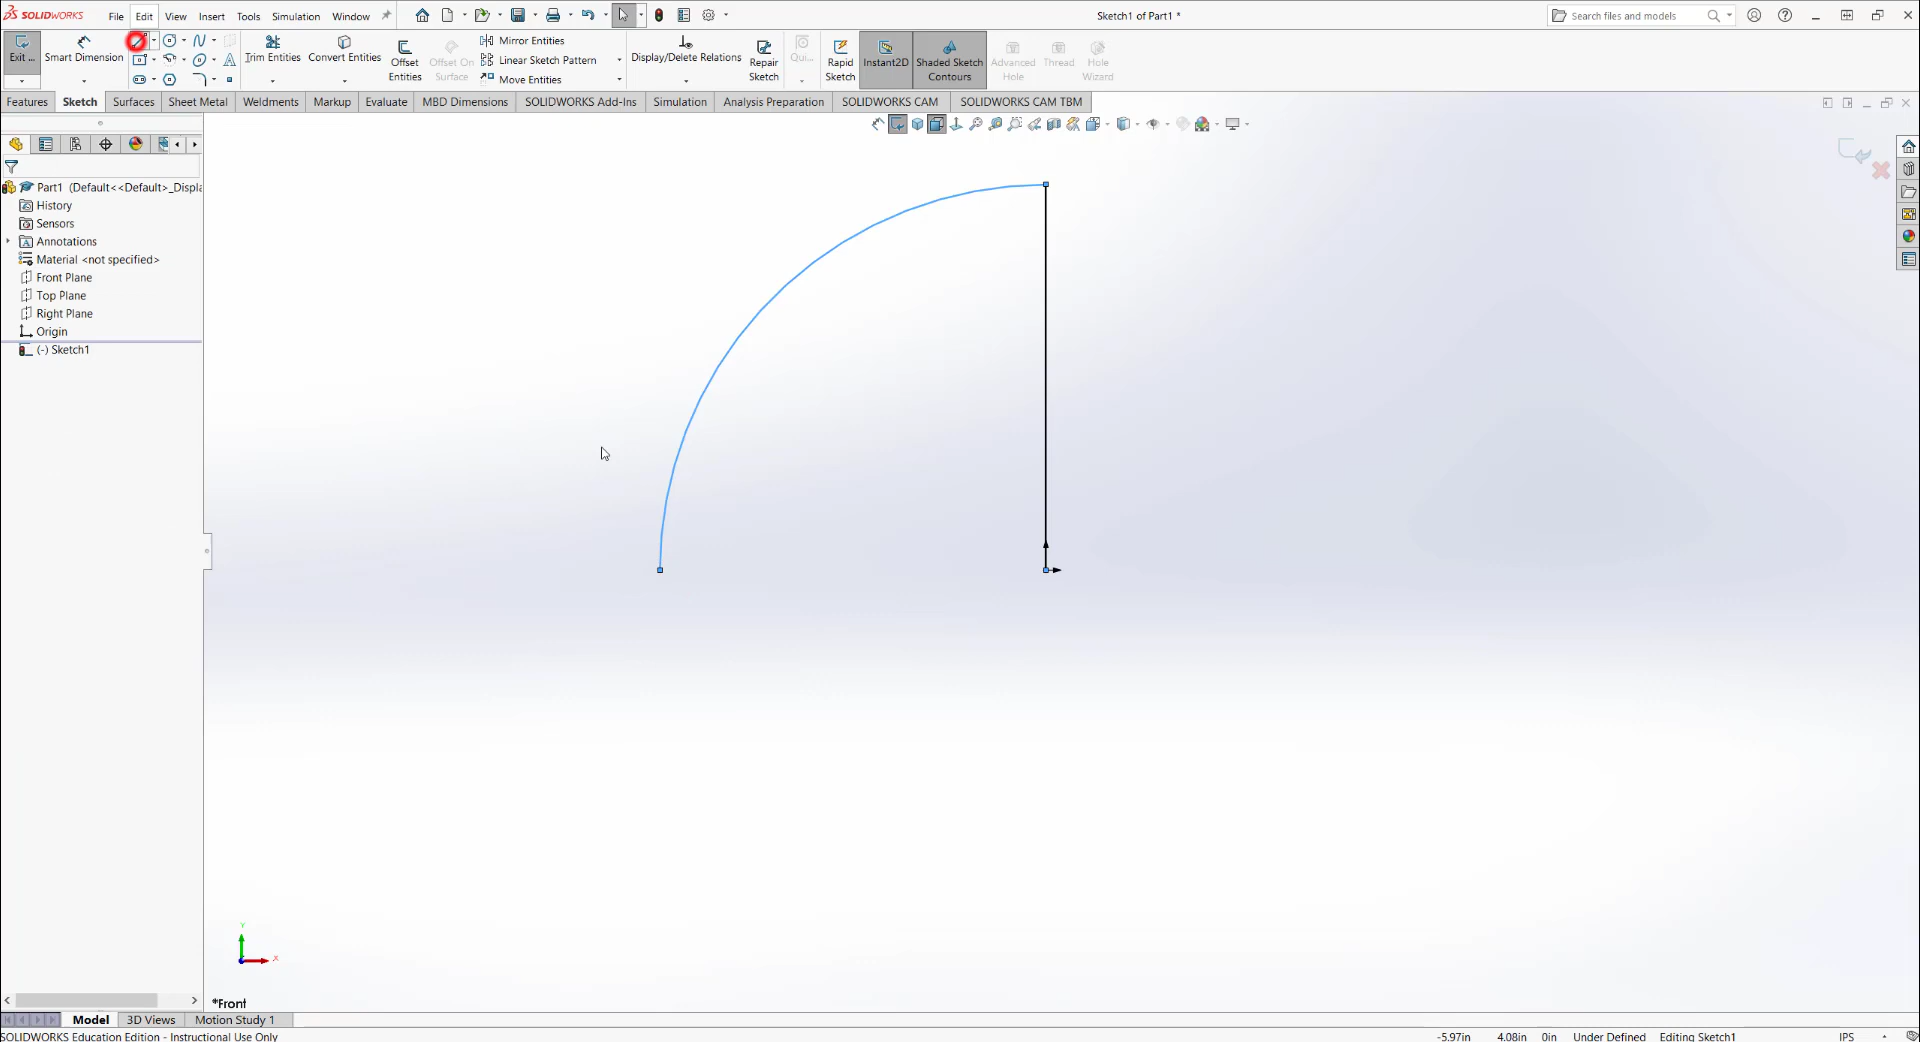 SOLIDWORKS File Edit View Insert Tools Simulation Window Sketch1 of Part1 * Search files and models
Exit ... Smart Dimension Trim Entities Convert Entities Offset Entities Offset On Surface Mirror Entities Linear Sketch Pattern Move Entities Display/Delete Relations Repair Sketch Qui... Rapid Sketch Instant2D Shaded Sketch Contours Advanced Hole Thread Hole Wizard
Features Sketch Surfaces Sheet Metal Weldments Markup Evaluate MBD Dimensions SOLIDWORKS Add-Ins Simulation Analysis Preparation SOLIDWORKS CAM SOLIDWORKS CAM TBM
Part1 (Default<<Default>_Displa
History
Sensors
Annotations
Material <not specified>
Front Plane
Top Plane
Right Plane
Origin
(-) Sketch1
Y
X
*Front
Model 3D Views Motion Study 1
SOLIDWORKS Education Edition - Instructional Use Only -5.97in 4.08in 0in Under Defined Editing Sketch1 IPS